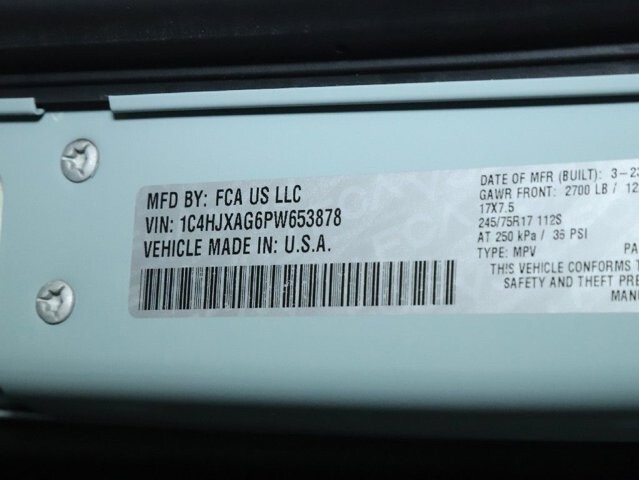 MFD BY: FCA US LLC
VIN: 1C4HJXAG6PW653878
VEHICLE MADE IN: U.S.A.
DATE OF MFR (BUILT): 3-23
GAWR FRONT: 2700 LB / 12
17X7.5
245/75R17 112S
AT 250 kPa / 36 PSI
TYPE: MPV PA
THIS VEHICLE CONFORMS T
SAFETY AND THEFT PRE
MAN